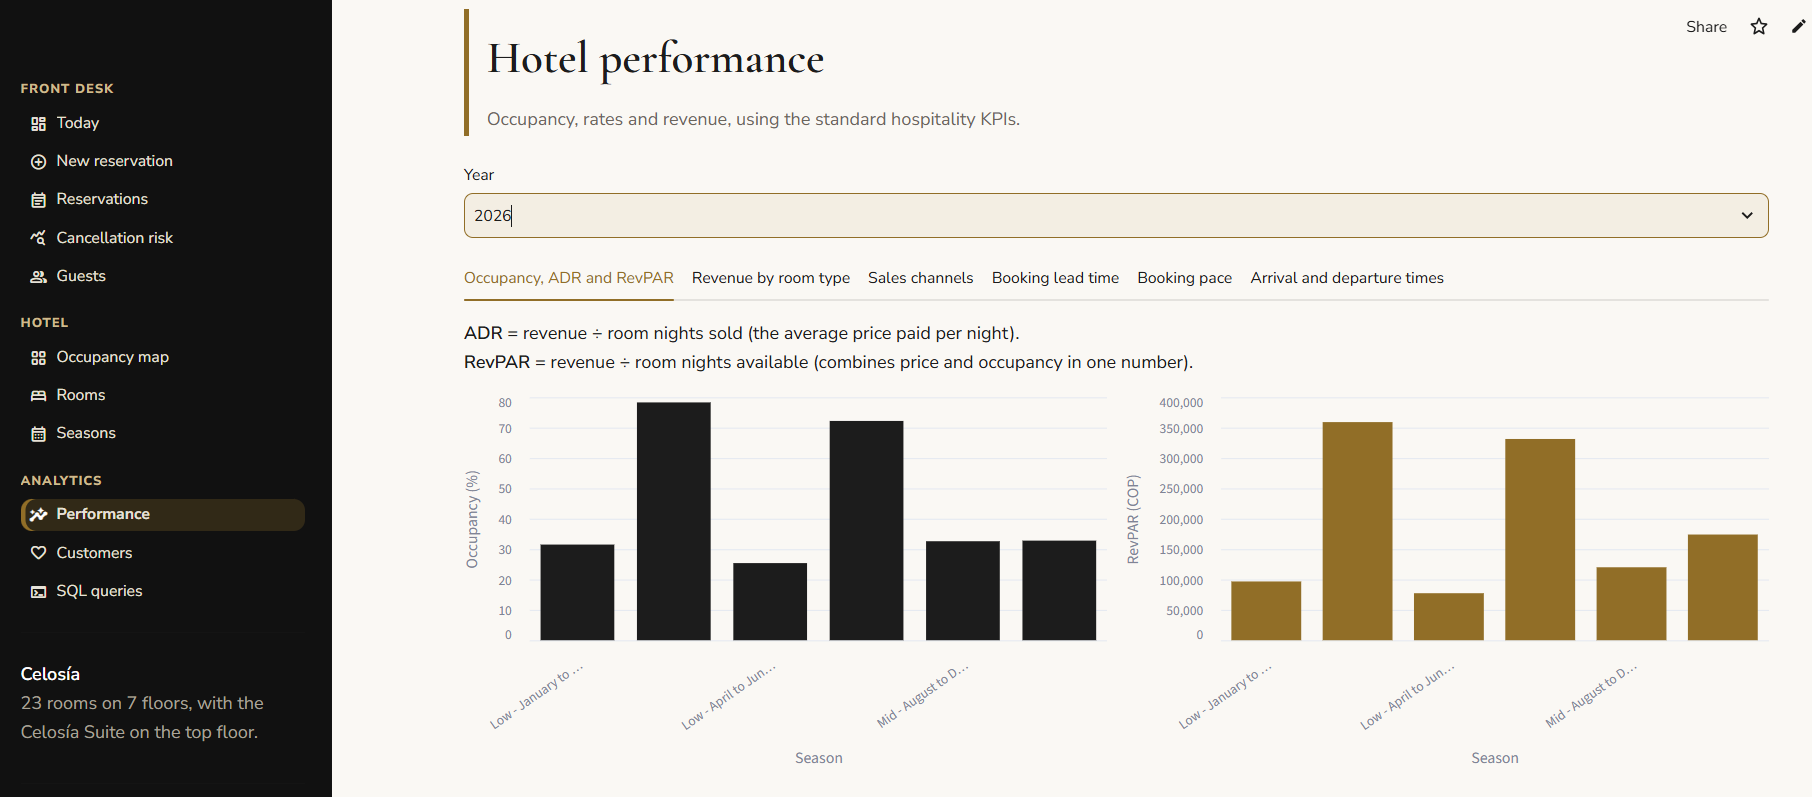 FRONT DESK
Today
New reservation
Reservations
Cancellation risk
Guests
HOTEL
Occupancy map
Rooms
Seasons
ANALYTICS
Performance
Customers
SQL queries
Celosía
23 rooms on 7 floors, with the
Celosía Suite on the top floor.
Share
Hotel performance
Occupancy, rates and revenue, using the standard hospitality KPIs.
Year
2026
Occupancy, ADR and RevPAR Revenue by room type Sales channels Booking lead time Booking pace Arrival and departure times
ADR = revenue ÷ room nights sold (the average price paid per night).
RevPAR = revenue ÷ room nights available (combines price and occupancy in one number).
Occupancy (%)
80
70
60
50
40
30
20
10
0
Low - January to ...
Low - April to Jun...
Mid - August to D...
Season
RevPAR (COP)
400,000
350,000
300,000
250,000
200,000
150,000
100,000
50,000
0
Low - January to ...
Low - April to Jun...
Mid - August to D...
Season